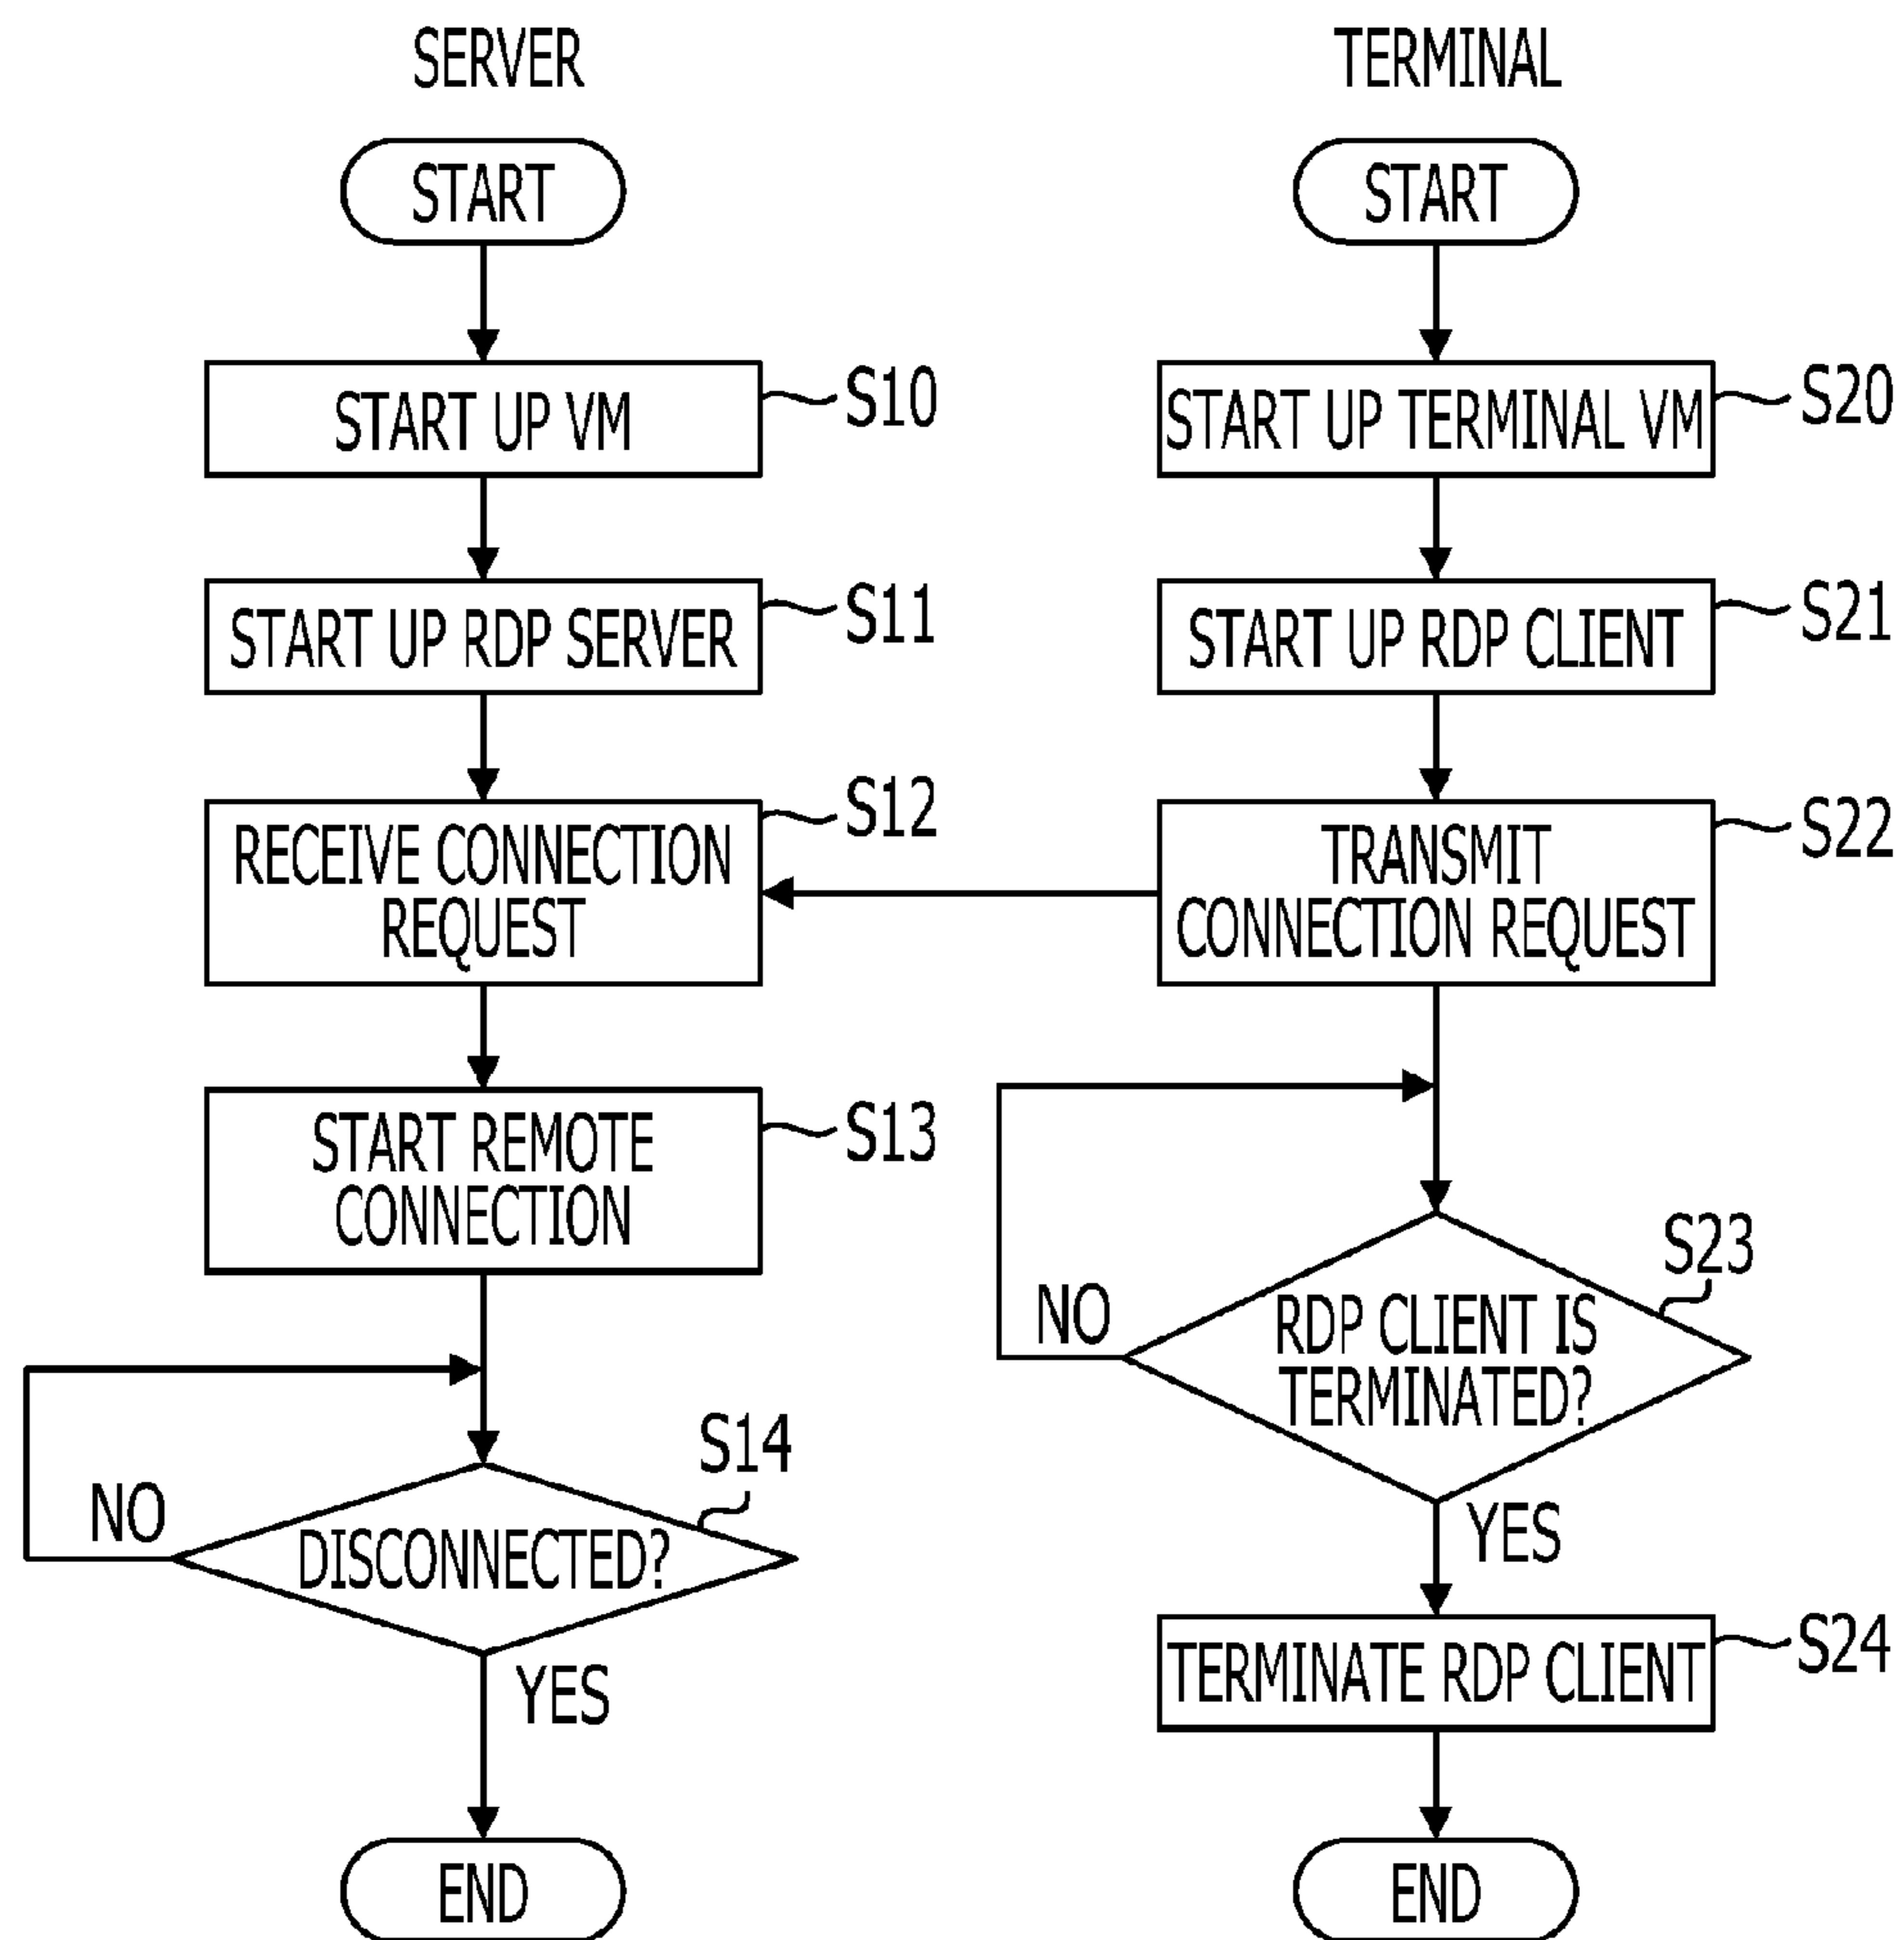 SERVER
START
START UP VM
S10
START UP RDP SERVER
S11
RECEIVE CONNECTION
REQUEST
S12
START REMOTE
CONNECTION
S13
DISCONNECTED?
S14
NO
YES
END
TERMINAL
START
START UP TERMINAL VM
S20
START UP RDP CLIENT
S21
TRANSMIT
CONNECTION REQUEST
S22
RDP CLIENT IS
TERMINATED?
S23
NO
YES
TERMINATE RDP CLIENT
S24
END